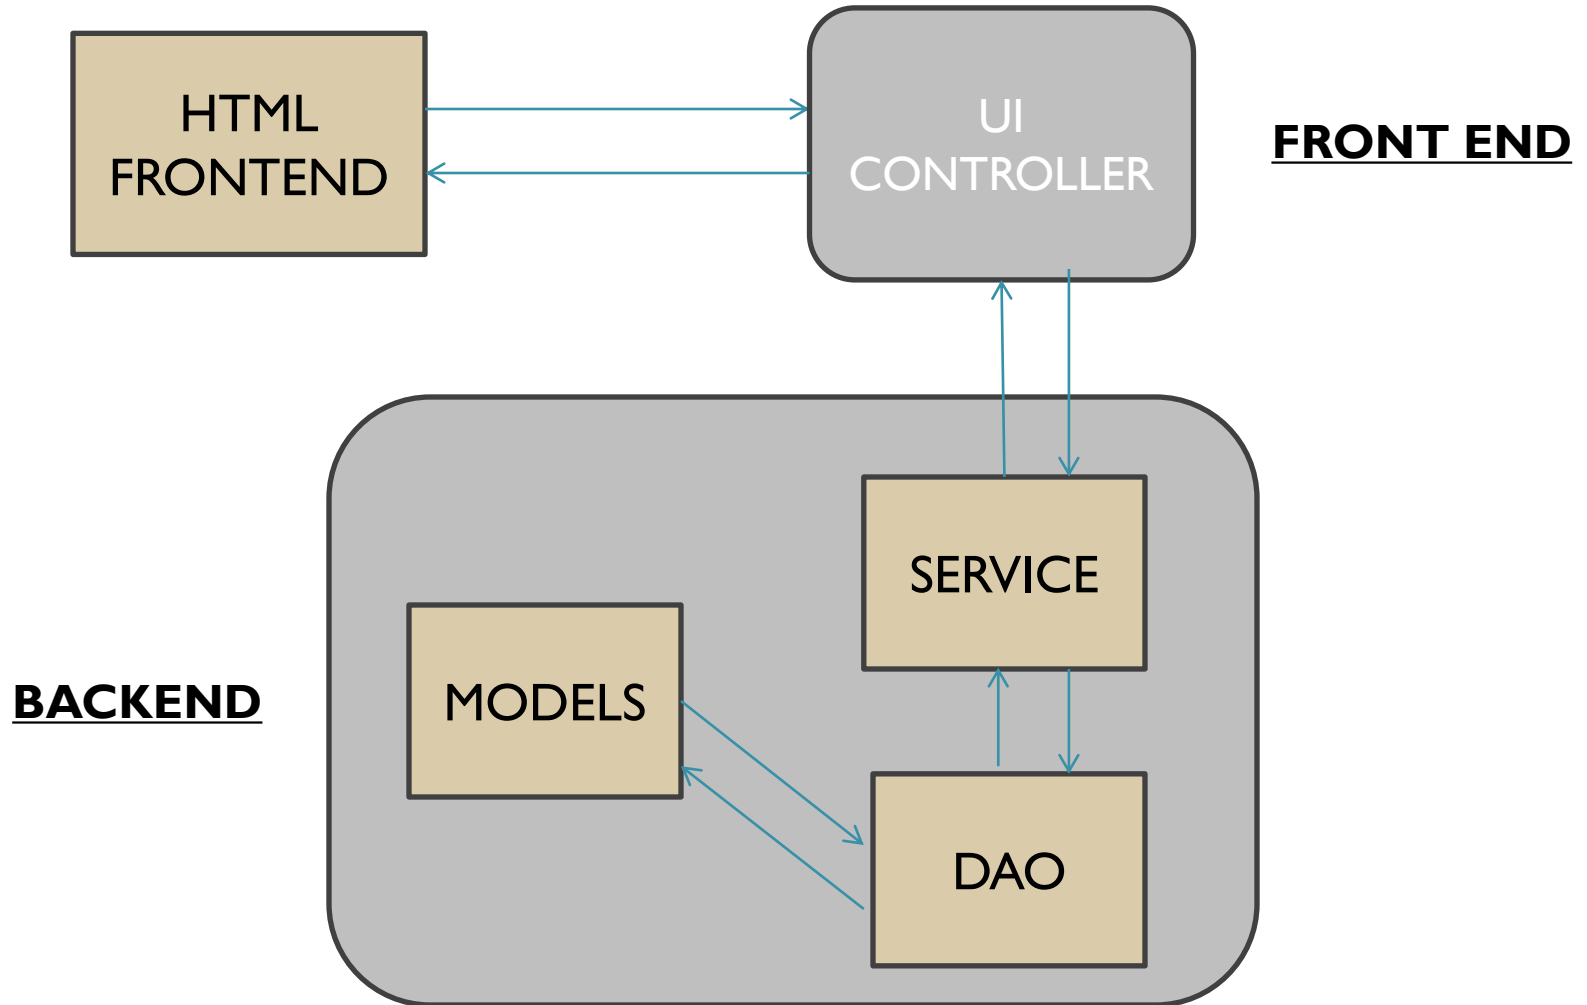 HTML
FRONTEND
UI
CONTROLLER
FRONT END
SERVICE
MODELS
BACKEND
DAO